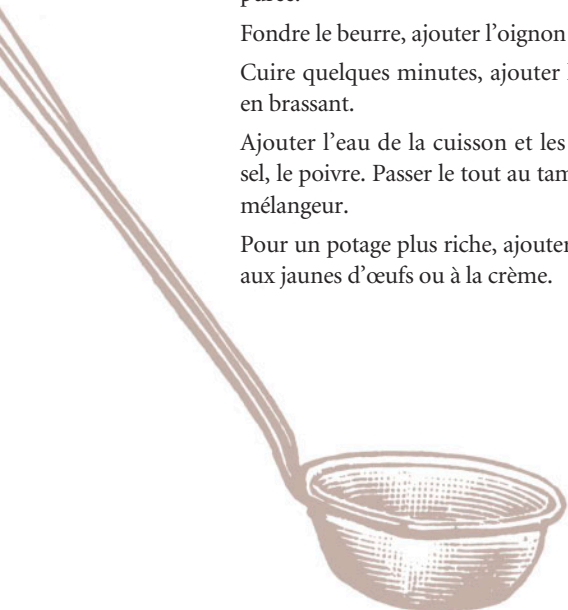 purée.
Fondre le beurre, ajouter l’oignon
Cuire quelques minutes, ajouter
en brassant.
Ajouter l’eau de la cuisson et les
sel, le poivre. Passer le tout au
mélangeur.
Pour un potage plus riche, ajouter
aux jaunes d’œufs ou à la crème.